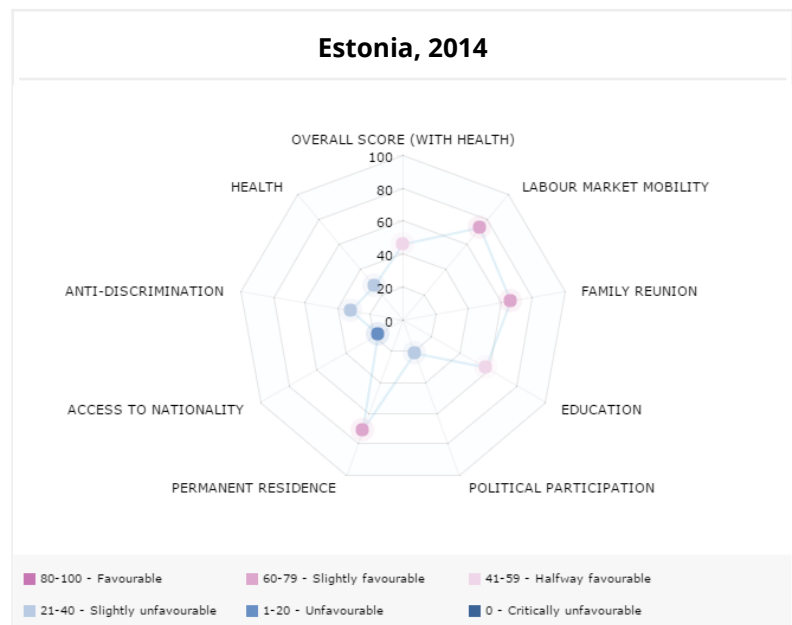 Estonia, 2014
OVERALL SCORE (WITH HEALTH)
100
HEALTH
LABOUR MARKET MOBILITY
80
60
40
ANTI-DISCRIMINATION
FAMILY REUNION
20
0
ACCESS TO NATIONALITY
EDUCATION
PERMANENT RESIDENCE
POLITICAL PARTICIPATION
80-100 - Favourable
60-79 - Slightly favourable
41-59 - Halfway favourable
21-40 - Slightly unfavourable
1-20 - Unfavourable
0 - Critically unfavourable